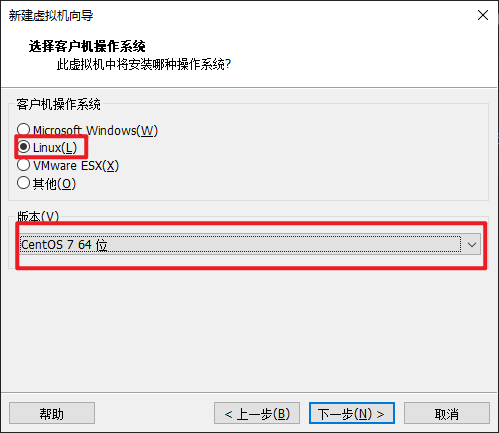 新建虚拟机向导
选择客户机操作系统
此虚拟机中将安装哪种操作系统?
客户机操作系统
Microsoft Windows(W)
Linux(L)
VMware ESX(X)
其他(O)
版本(V)
CentOS 7 64 位
帮助
< 上一步(B)
下一步(N) >
取消